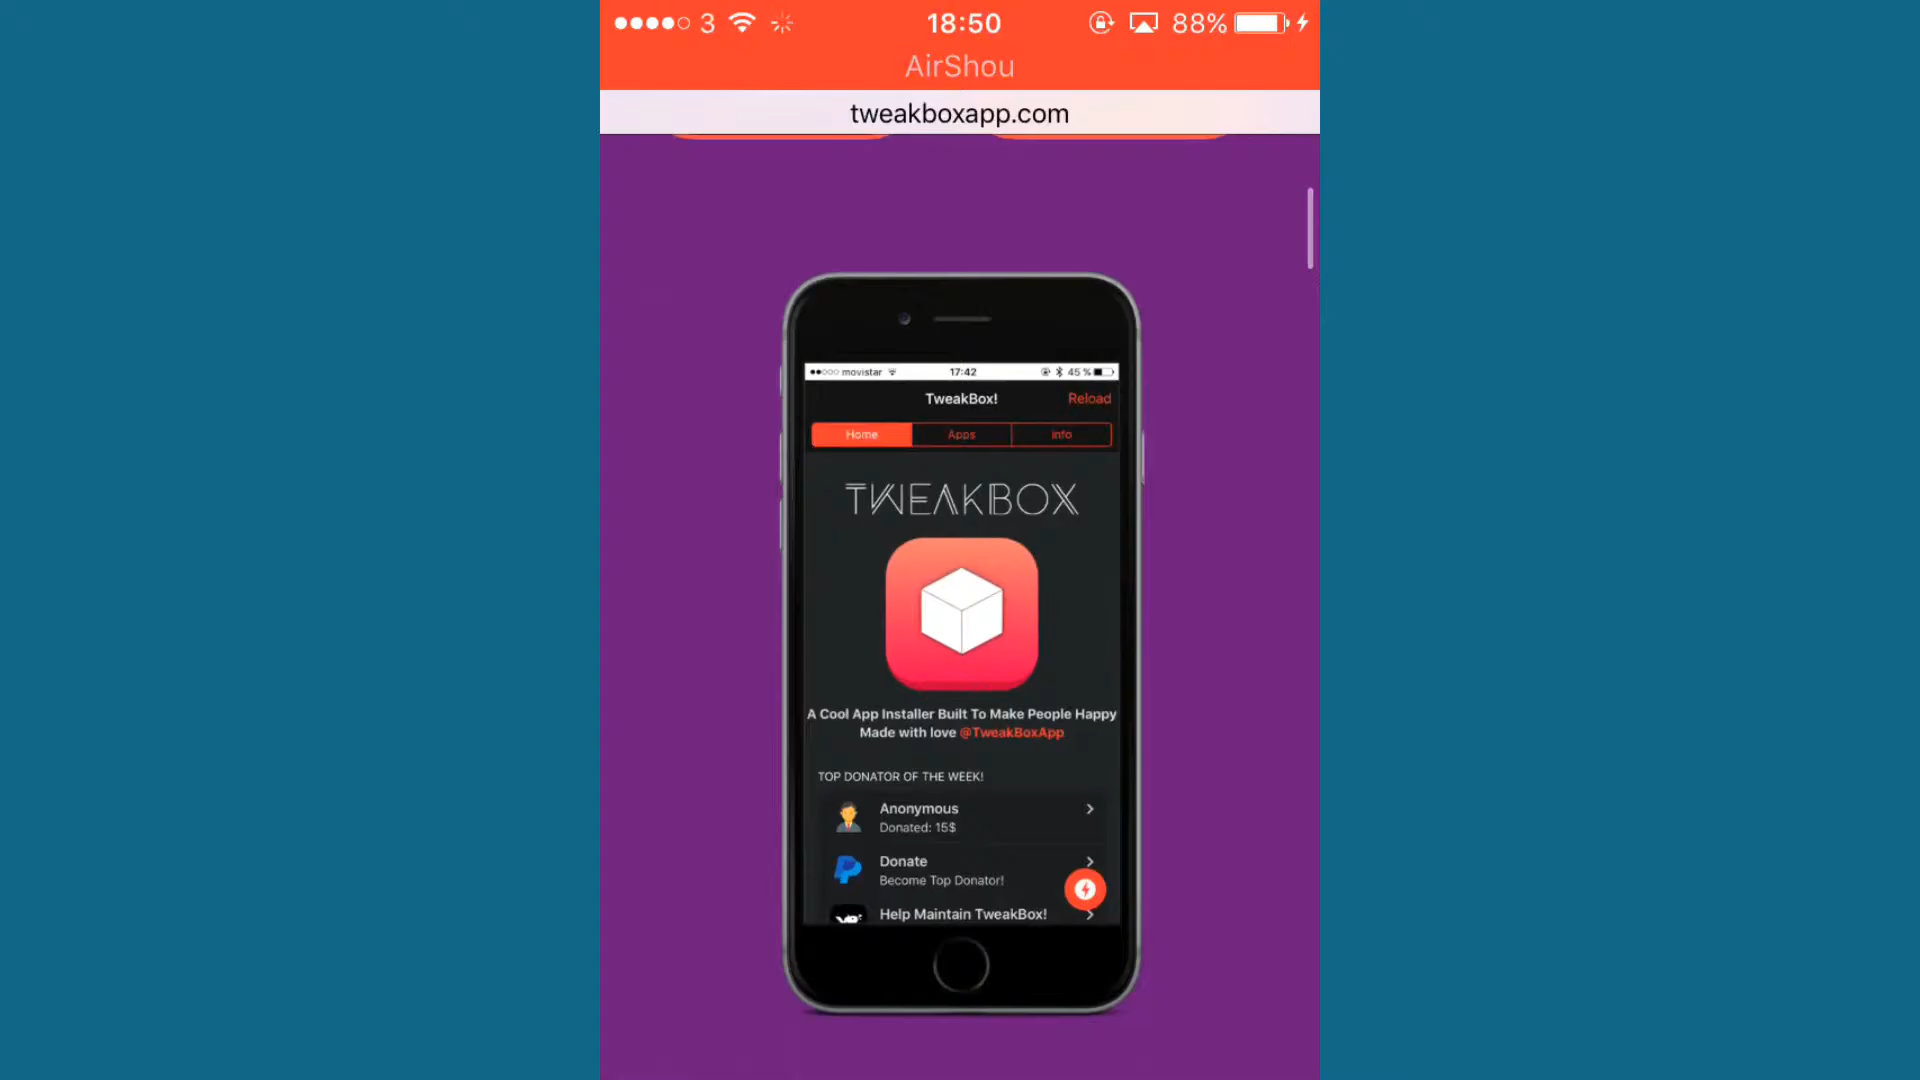 3 18:50 88%
AirShou
tweakboxapp.com
movistar 17:42 45 %
TweakBox! Reload
Home Apps info
TWEAKBOX
A Cool App Installer Built To Make People Happy
Made with love @TweakBoxApp
TOP DONATOR OF THE WEEK!
Anonymous
Donated: 15$
Donate
Become Top Donator!
Help Maintain TweakBox!